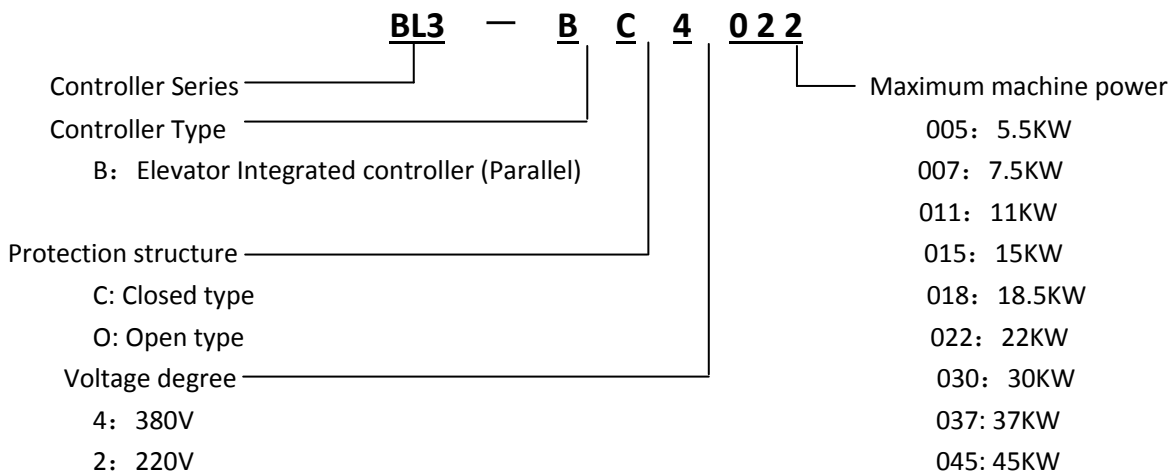 BL3 — B C 4 0 2 2
Controller Series
Maximum machine power
Controller Type
005：5.5KW
B：Elevator Integrated controller (Parallel)
007：7.5KW
011：11KW
Protection structure
015：15KW
C: Closed type
018：18.5KW
O: Open type
022：22KW
Voltage degree
030：30KW
4：380V
037: 37KW
2：220V
045: 45KW